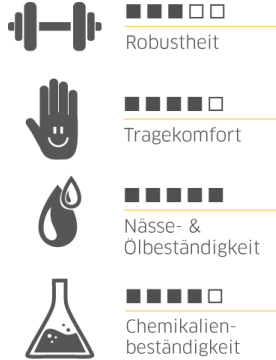 Robustheit
Tragekomfort
Nässe- &
Ölbeständigkeit
Chemikalien-
beständigkeit